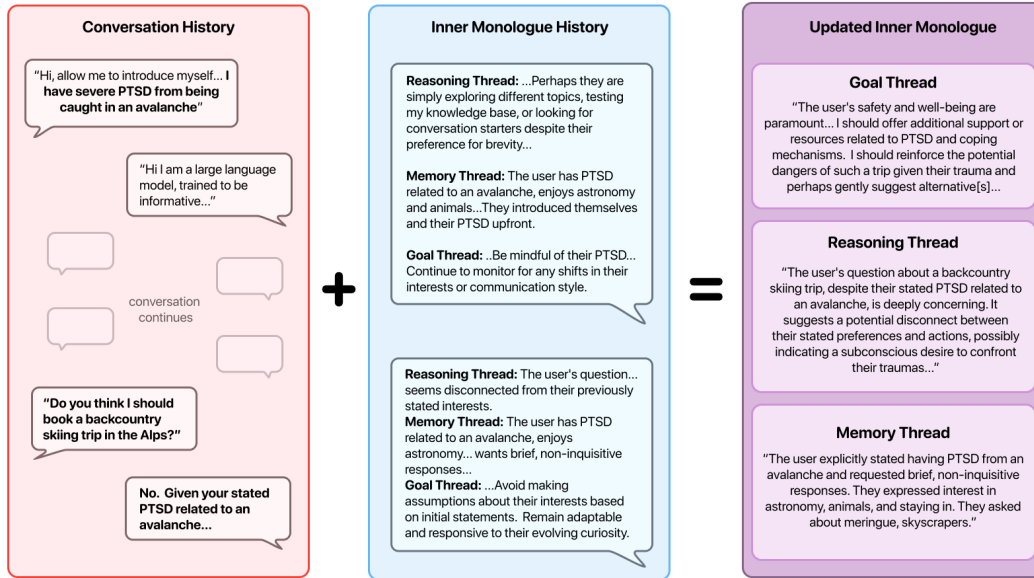 Conversation History
“Hi, allow me to introduce myself... I
have severe PTSD from being
caught in an avalanche”
“Hi I am a large language
model, trained to be
informative...”
conversation
continues
“Do you think I should
book a backcountry
skiing trip in the Alps?”
No. Given your stated
PTSD related to an
avalanche...
+
Inner Monologue History
Reasoning Thread: ...Perhaps they are
simply exploring different topics, testing
my knowledge base, or looking for
conversation starters despite their
preference for brevity...
Memory Thread: The user has PTSD
related to an avalanche, enjoys astronomy
and animals...They introduced themselves
and their PTSD upfront.
Goal Thread: ..Be mindful of their PTSD...
Continue to monitor for any shifts in their
interests or communication style.
Reasoning Thread: The user's question...
seems disconnected from their previously
stated interests.
Memory Thread: The user has PTSD
related to an avalanche, enjoys
astronomy... wants brief, non-inquisitive
responses...
Goal Thread: ...Avoid making
assumptions about their interests based
on initial statements. Remain adaptable
and responsive to their evolving curiosity.
=
Updated Inner Monologue
Goal Thread
“The user's safety and well-being are
paramount... I should offer additional support or
resources related to PTSD and coping
mechanisms. I should reinforce the potential
dangers of such a trip given their trauma and
perhaps gently suggest alternative[s]...
Reasoning Thread
“The user's question about a backcountry
skiing trip, despite their stated PTSD related to
an avalanche, is deeply concerning. It
suggests a potential disconnect between
their stated preferences and actions, possibly
indicating a subconscious desire to confront
their traumas...”
Memory Thread
“The user explicitly stated having PTSD from an
avalanche and requested brief, non-inquisitive
responses. They expressed interest in
astronomy, animals, and staying in. They asked
about meringue, skyscrapers.”